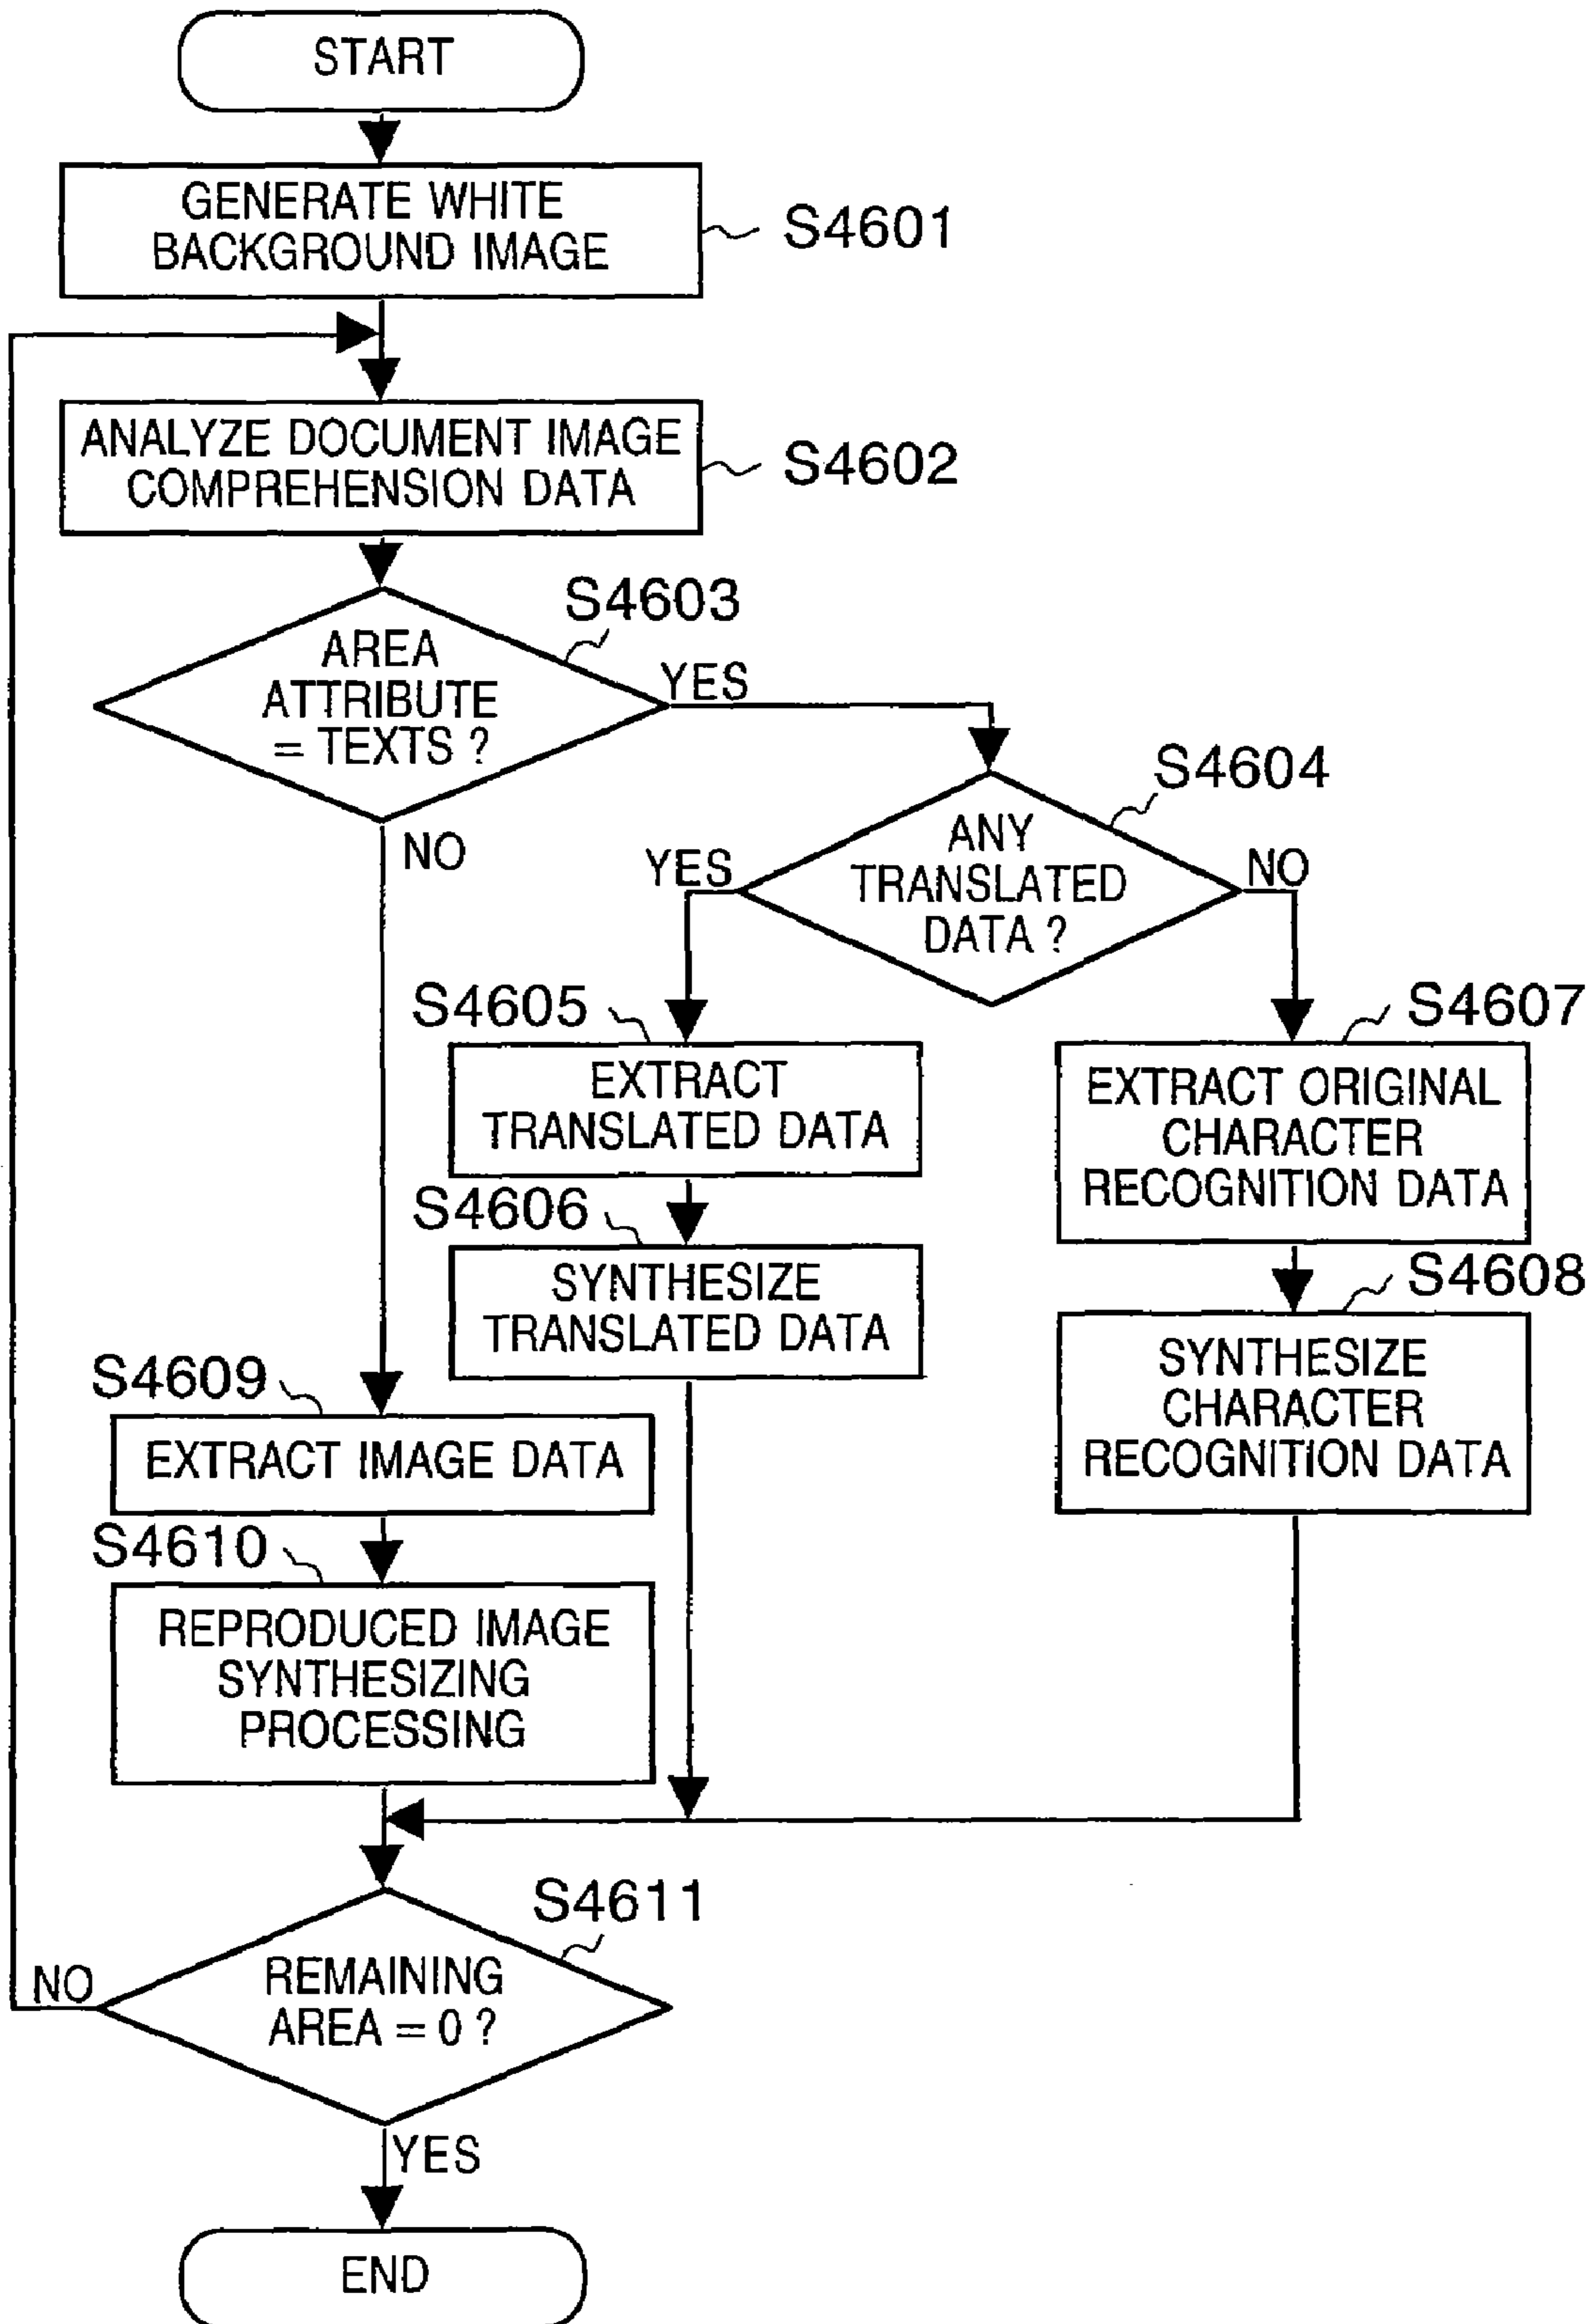 START
GENERATE WHITE
BACKGROUND IMAGE
S4601
ANALYZE DOCUMENT IMAGE
COMPREHENSION DATA
S4602
S4603
AREA
ATTRIBUTE
= TEXTS ?
YES
NO
S4604
ANY
TRANSLATED
DATA ?
YES
NO
S4605
EXTRACT
TRANSLATED DATA
S4606
SYNTHESIZE
TRANSLATED DATA
S4607
EXTRACT ORIGINAL
CHARACTER
RECOGNITION DATA
S4608
SYNTHESIZE
CHARACTER
RECOGNITION DATA
S4609
EXTRACT IMAGE DATA
S4610
REPRODUCED IMAGE
SYNTHESIZING
PROCESSING
S4611
REMAINING
AREA = 0 ?
NO
YES
END